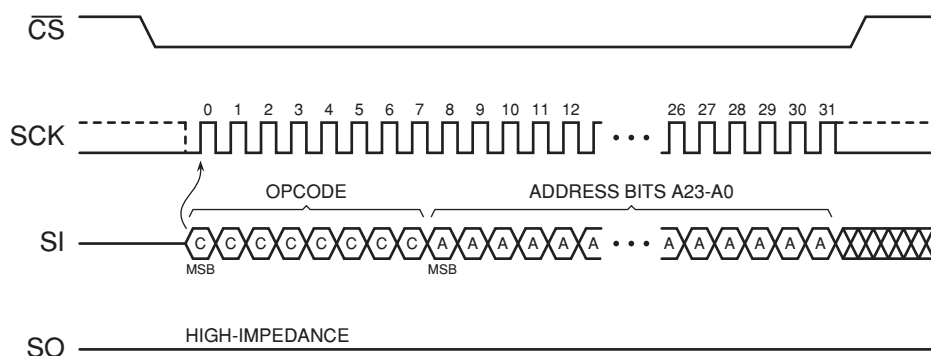 CS
SCK
0 1 2 3 4 5 6 7 8 9 10 11 12 26 27 28 29 30 31
OPCODE ADDRESS BITS A23-A0
SI
C C C C C C C C A A A A A A A A A A A A
MSB MSB
HIGH-IMPEDANCE
SO